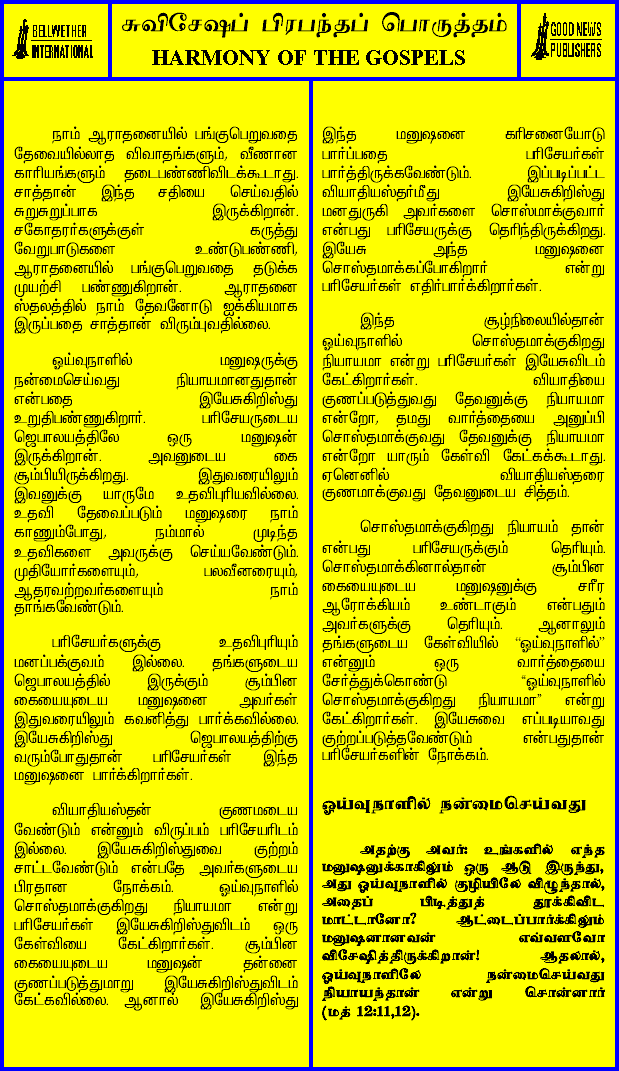 BELLWETHER
INTERNATIONAL
சுவிசேஷப் பிரபந்தப் பொருத்தம்
HARMONY OF THE GOSPELS
GOOD NEWS
PUBLISHERS
நாம் ஆராதனையில் பங்குபெறுவதை
தேவையில்லாத விவாதங்களும், வீணான
காரியங்களும் தடைபண்ணிவிடக்கூடாது.
சாத்தான் இந்த சதியை செய்வதில்
சுறுசுறுப்பாக இருக்கிறான்.
சகோதரர்களுக்குள் கருத்து
வேறுபாடுகளை உண்டுபண்ணி,
ஆராதனையில் பங்குபெறுவதை தடுக்க
முயற்சி பண்ணுகிறான். ஆராதனை
ஸ்தலத்தில் நாம் தேவனோடு ஐக்கியமாக
இருப்பதை சாத்தான் விரும்புவதில்லை.
ஓய்வுநாளில் மனுஷருக்கு
நன்மைசெய்வது நியாயமானதுதான்
என்பதை இயேசுகிறிஸ்து
உறுதிபண்ணுகிறார். பரிசேயருடைய
ஜெபாலயத்திலே ஒரு மனுஷன்
இருக்கிறான். அவனுடைய கை
சூம்பியிருக்கிறது. இதுவரையிலும்
இவனுக்கு யாருமே உதவிபுரியவில்லை.
உதவி தேவைப்படும் மனுஷரை நாம்
காணும்போது, நம்மால் முடிந்த
உதவிகளை அவருக்கு செய்யவேண்டும்.
முதியோர்களையும், பலவீனரையும்,
ஆதரவற்றவர்களையும் நாம்
தாங்கவேண்டும்.
பரிசேயர்களுக்கு உதவிபுரியும்
மனப்பக்குவம் இல்லை. தங்களுடைய
ஜெபாலயத்தில் இருக்கும் சூம்பின
கையையுடைய மனுஷனை அவர்கள்
இதுவரையிலும் கவனித்து பார்க்கவில்லை.
இயேசுகிறிஸ்து ஜெபாலயத்திற்கு
வரும்போதுதான் பரிசேயர்கள் இந்த
மனுஷனை பார்க்கிறார்கள்.
வியாதியஸ்தன் குணமடைய
வேண்டும் என்னும் விருப்பம் பரிசேயரிடம்
இல்லை. இயேசுகிறிஸ்துவை குற்றம்
சாட்டவேண்டும் என்பதே அவர்களுடைய
பிரதான நோக்கம். ஓய்வுநாளில்
சொஸ்தமாக்குகிறது நியாயமா என்று
பரிசேயர்கள் இயேசுகிறிஸ்துவிடம் ஒரு
கேள்வியை கேட்கிறார்கள். சூம்பின
கையையுடைய மனுஷன் தன்னை
குணப்படுத்துமாறு இயேசுகிறிஸ்துவிடம்
கேட்கவில்லை. ஆனால் இயேசுகிறிஸ்து
இந்த மனுஷனை கரிசனையோடு
பார்ப்பதை பரிசேயர்கள்
பார்த்திருக்கவேண்டும். இப்படிப்பட்ட
வியாதியஸ்தர்மீது இயேசுகிறிஸ்து
மனதுருகி அவர்களை சொஸ்மாக்குவார்
என்பது பரிசேயருக்கு தெரிந்திருக்கிறது.
இயேசு அந்த மனுஷனை
சொஸ்தமாக்கப்போகிறார் என்று
பரிசேயர்கள் எதிர்பார்க்கிறார்கள்.
இந்த சூழ்நிலையில்தான்
ஓய்வுநாளில் சொஸ்தமாக்குகிறது
நியாயமா என்று பரிசேயர்கள் இயேசுவிடம்
கேட்கிறார்கள். வியாதியை
குணப்படுத்துவது தேவனுக்கு நியாயமா
என்றோ, தமது வார்த்தையை அனுப்பி
சொஸ்தமாக்குவது தேவனுக்கு நியாயமா
என்றோ யாரும் கேள்வி கேட்கக்கூடாது.
ஏனெனில் வியாதியஸ்தரை
குணமாக்குவது தேவனுடைய சித்தம்.
சொஸ்தமாக்குகிறது நியாயம் தான்
என்பது பரிசேயருக்கும் தெரியும்.
சொஸ்தமாக்கினால்தான் சூம்பின
கையையுடைய மனுஷனுக்கு சரீர
ஆரோக்கியம் உண்டாகும் என்பதும்
அவர்களுக்கு தெரியும். ஆனாலும்
தங்களுடைய கேள்வியில் “ஓய்வுநாளில்”
என்னும் ஒரு வார்த்தையை
சேர்த்துக்கொண்டு “ஓய்வுநாளில்
சொஸ்தமாக்குகிறது நியாயமா” என்று
கேட்கிறார்கள். இயேசுவை எப்படியாவது
குற்றப்படுத்தவேண்டும் என்பதுதான்
பரிசேயர்களின் நோக்கம்.
ஓய்வுநாளில் நன்மைசெய்வது
அதற்கு அவர்: உங்களில் எந்த
மனுஷனுக்காகிலும் ஒரு ஆடு இருந்து,
அது ஓய்வுநாளில் குழியிலே விழுந்தால்,
அதைப் பிடித்துத் தூக்கிவிட
மாட்டானோ? ஆட்டைப்பார்க்கிலும்
மனுஷனானவன் எவ்வளவோ
விசேஷித்திருக்கிறான்! ஆதலால்,
ஓய்வுநாளிலே நன்மைசெய்வது
நியாயந்தான் என்று சொன்னார்
(மத் 12:11,12).